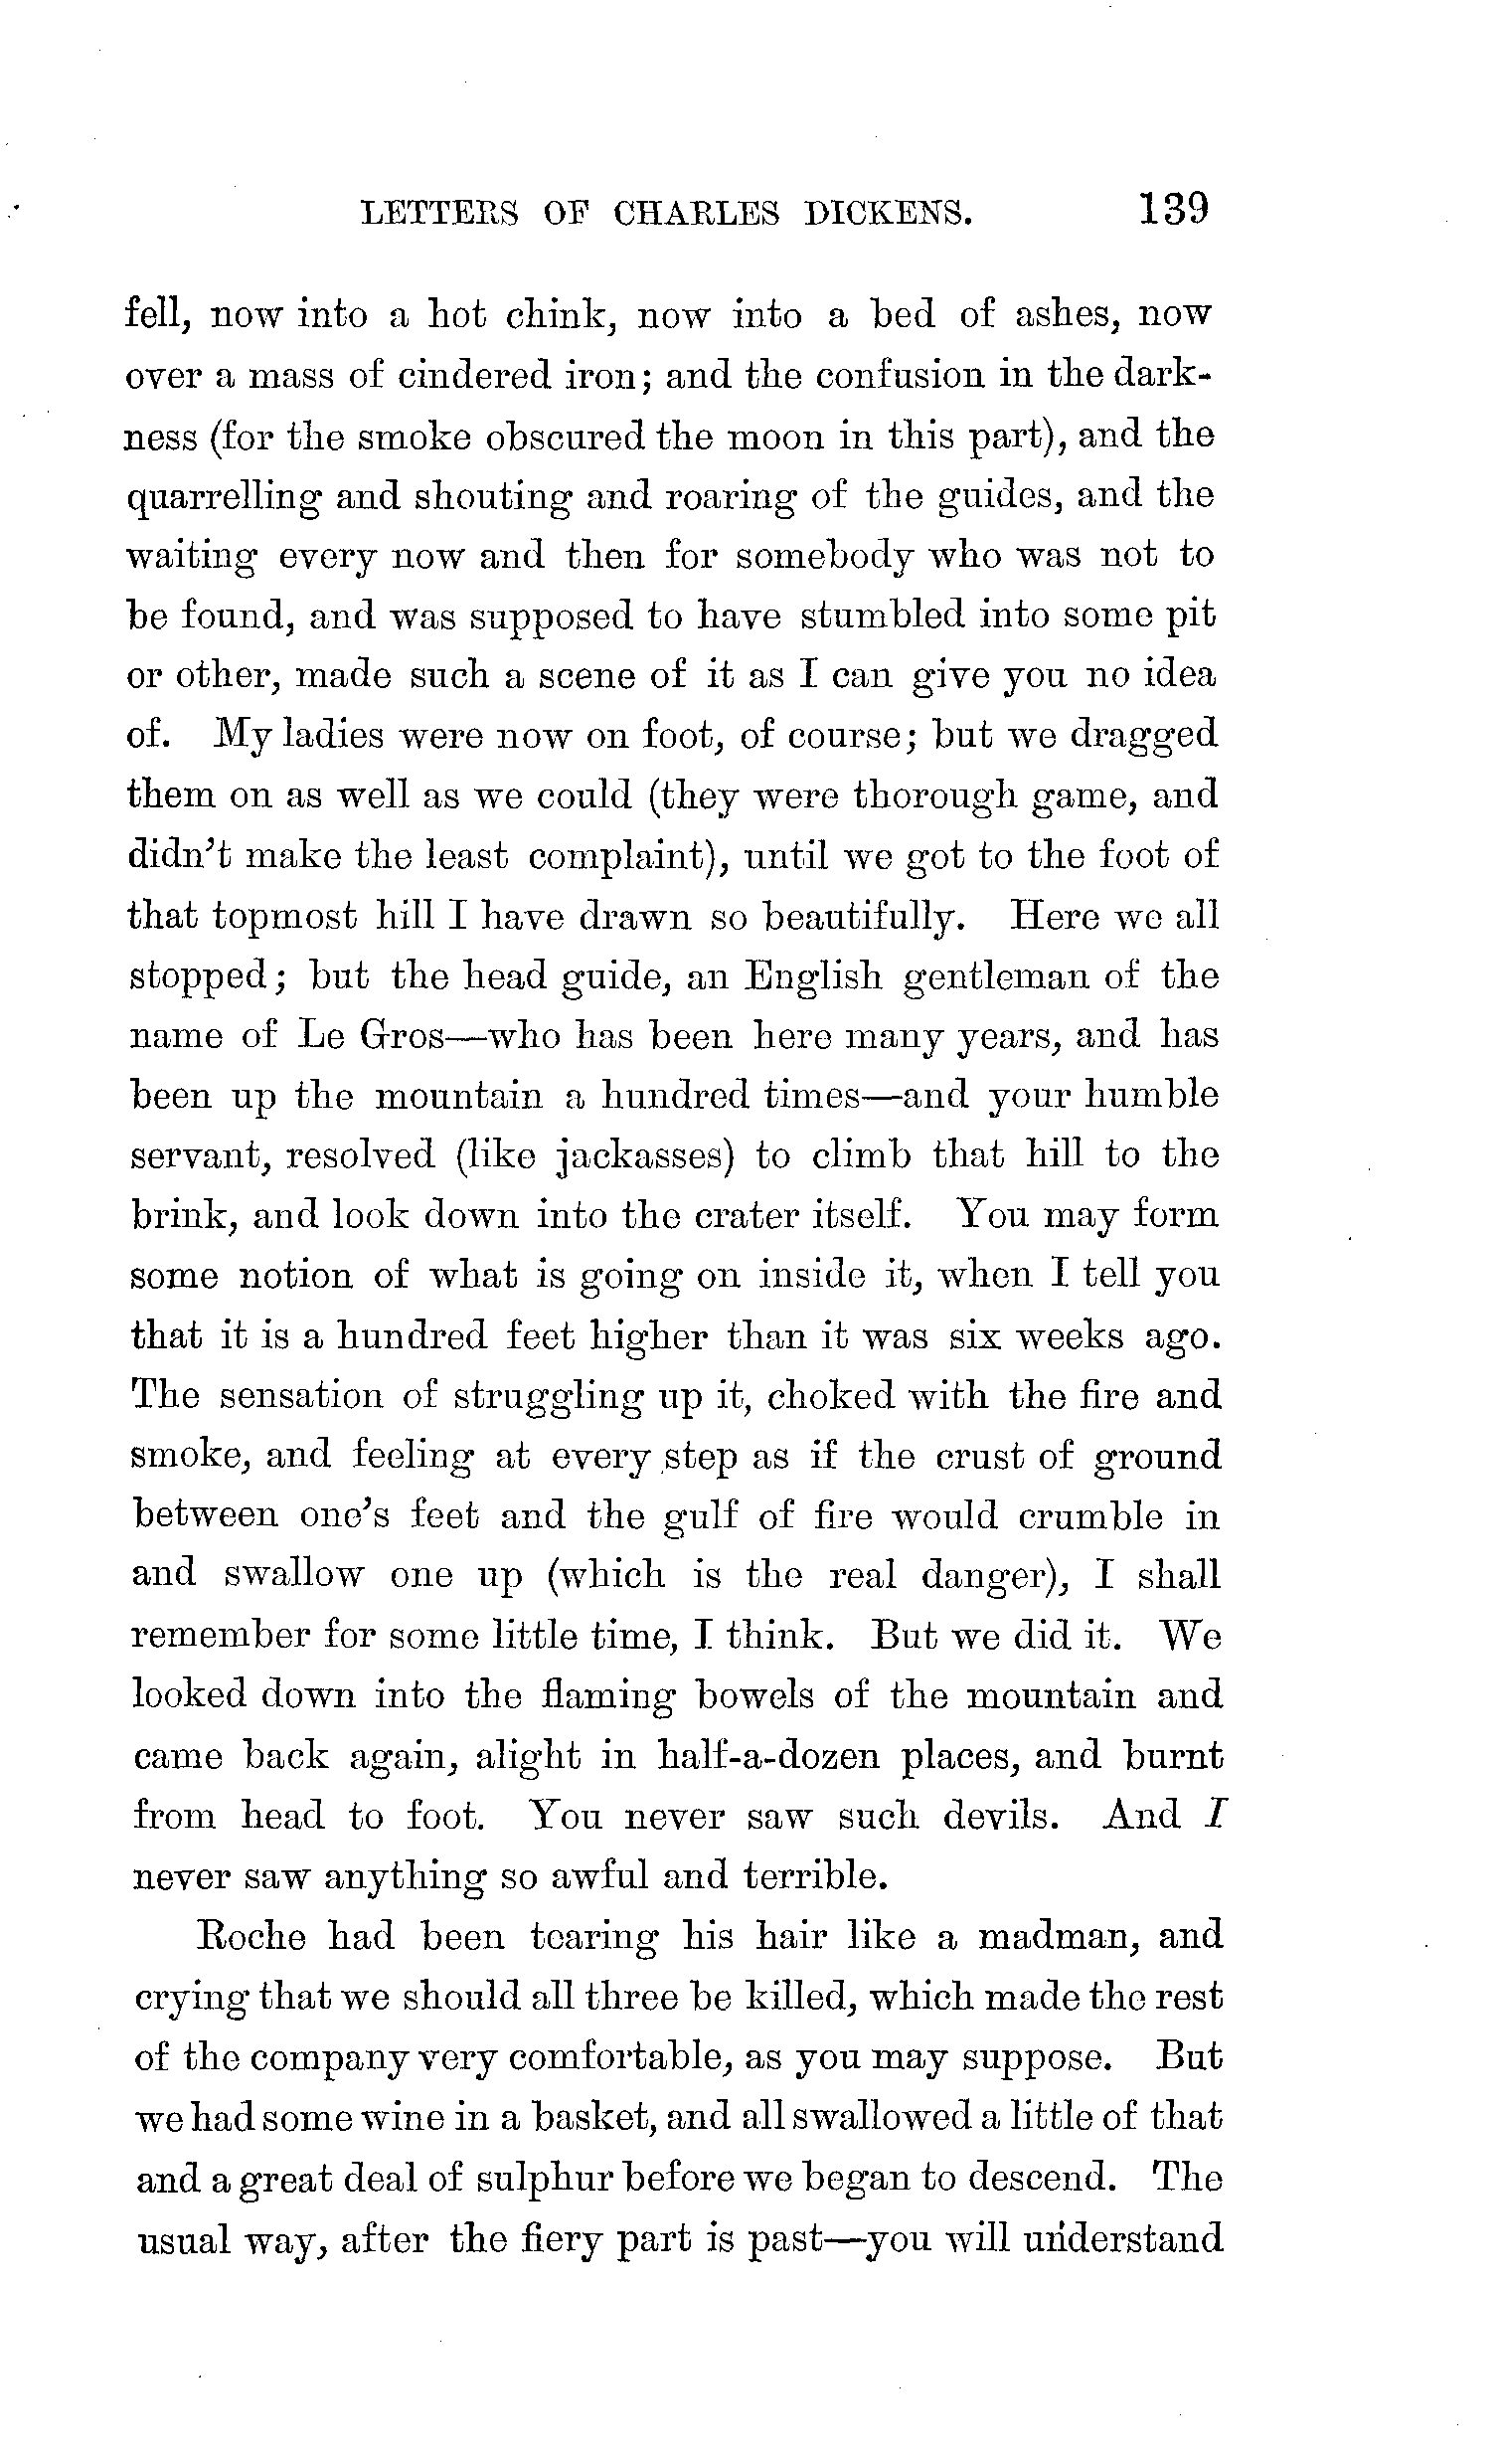 LETTERS OF CHARLES DICKENS. 139
fell, now into a hot chink, now into a bed of ashes, now
over a mass of cindered iron; and the confusion in the dark-
ness (for the smoke obscured the moon in this part), and the
quarrelling and shouting and roaring of the guides, and the
waiting every now and then for somebody who was not to
be found, and was supposed to have stumbled into some pit
or other, made such a scene of it as I can give you no idea
of. My ladies were now on foot, of course; but we dragged
them on as well as we could (they were thorough game, and
didn't make the least complaint), until we got to the foot of
that topmost hill I have drawn so beautifully. Here we all
stopped; but the head guide, an English gentleman of the
name of Le Gros—who has been here many years, and has
been up the mountain a hundred times—and your humble
servant, resolved (like jackasses) to climb that hill to the
brink, and look down into the crater itself. You may form
some notion of what is going on inside it, when I tell you
that it is a hundred feet higher than it was six weeks ago.
The sensation of struggling up it, choked with the fire and
smoke, and feeling at every step as if the crust of ground
between one's feet and the gulf of fire would crumble in
and swallow one up (which is the real danger), I shall
remember for some little time, I think. But we did it. We
looked down into the flaming bowels of the mountain and
came back again, alight in half-a-dozen places, and burnt
from head to foot. You never saw such devils. And I
never saw anything so awful and terrible.
Roche had been tearing his hair like a madman, and
crying that we should all three be killed, which made the rest
of the company very comfortable, as you may suppose. But
we had some wine in a basket, and all swallowed a little of that
and a great deal of sulphur before we began to descend. The
usual way, after the fiery part is past—you will understand